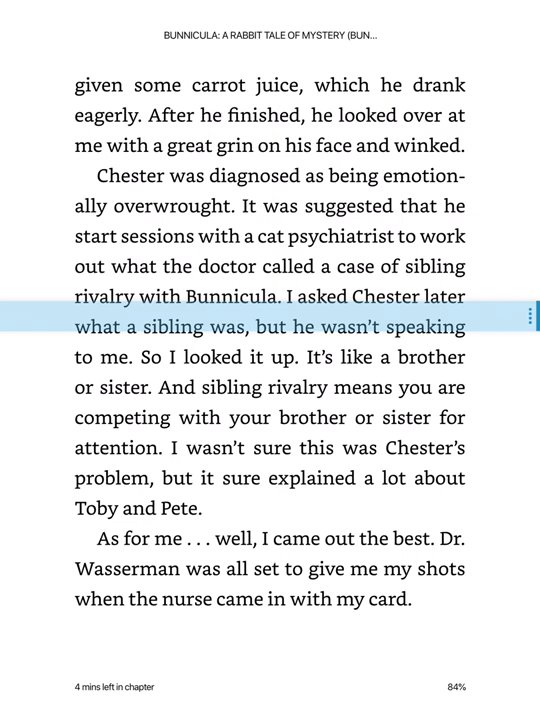 BUNNICULA: A RABBIT TALE OF MYSTERY (BUN...
given some carrot juice, which he drank
eagerly. After he finished, he looked over at
me with a great grin on his face and winked.
Chester was diagnosed as being emotion-
ally overwrought. It was suggested that he
start sessions with a cat psychiatrist to work
out what the doctor called a case of sibling
rivalry with Bunnicula. I asked Chester later
what a sibling was, but he wasn’t speaking
to me. So I looked it up. It’s like a brother
or sister. And sibling rivalry means you are
competing with your brother or sister for
attention. I wasn’t sure this was Chester’s
problem, but it sure explained a lot about
Toby and Pete.
As for me . . . well, I came out the best. Dr.
Wasserman was all set to give me my shots
when the nurse came in with my card.
4 mins left in chapter
84%